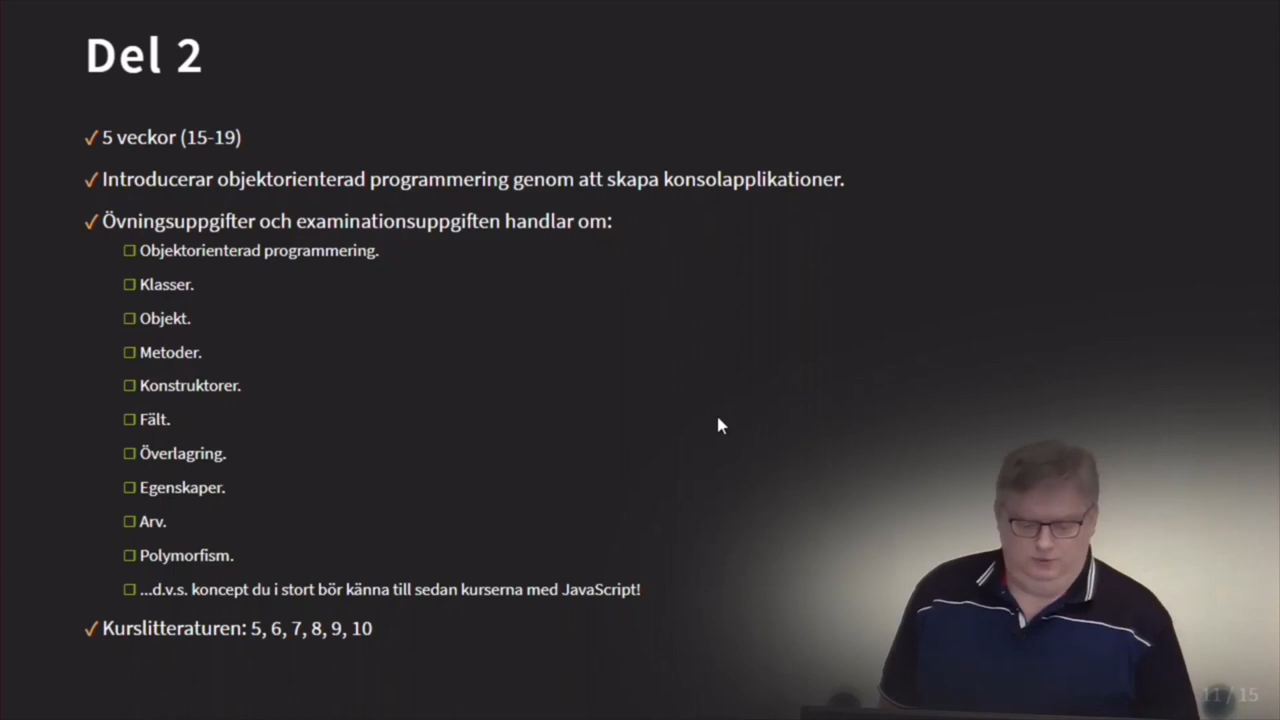 Del 2
✓ 5 veckor (15-19)
✓ Introducerar objektorienterad programmering genom att skapa konsolapplikationer.
✓ Övningsuppgifter och examinationsuppgiften handlar om:
☐ Objektorienterad programmering.
☐ Klasser.
☐ Objekt.
☐ Metoder.
☐ Konstruktorer.
☐ Fält.
☐ Överlagring.
☐ Egenskaper.
☐ Arv.
☐ Polymorfism.
☐ ...d.v.s. koncept du i stort bör känna till sedan kurserna med JavaScript!
✓ Kurslitteraturen: 5, 6, 7, 8, 9, 10
11 / 15